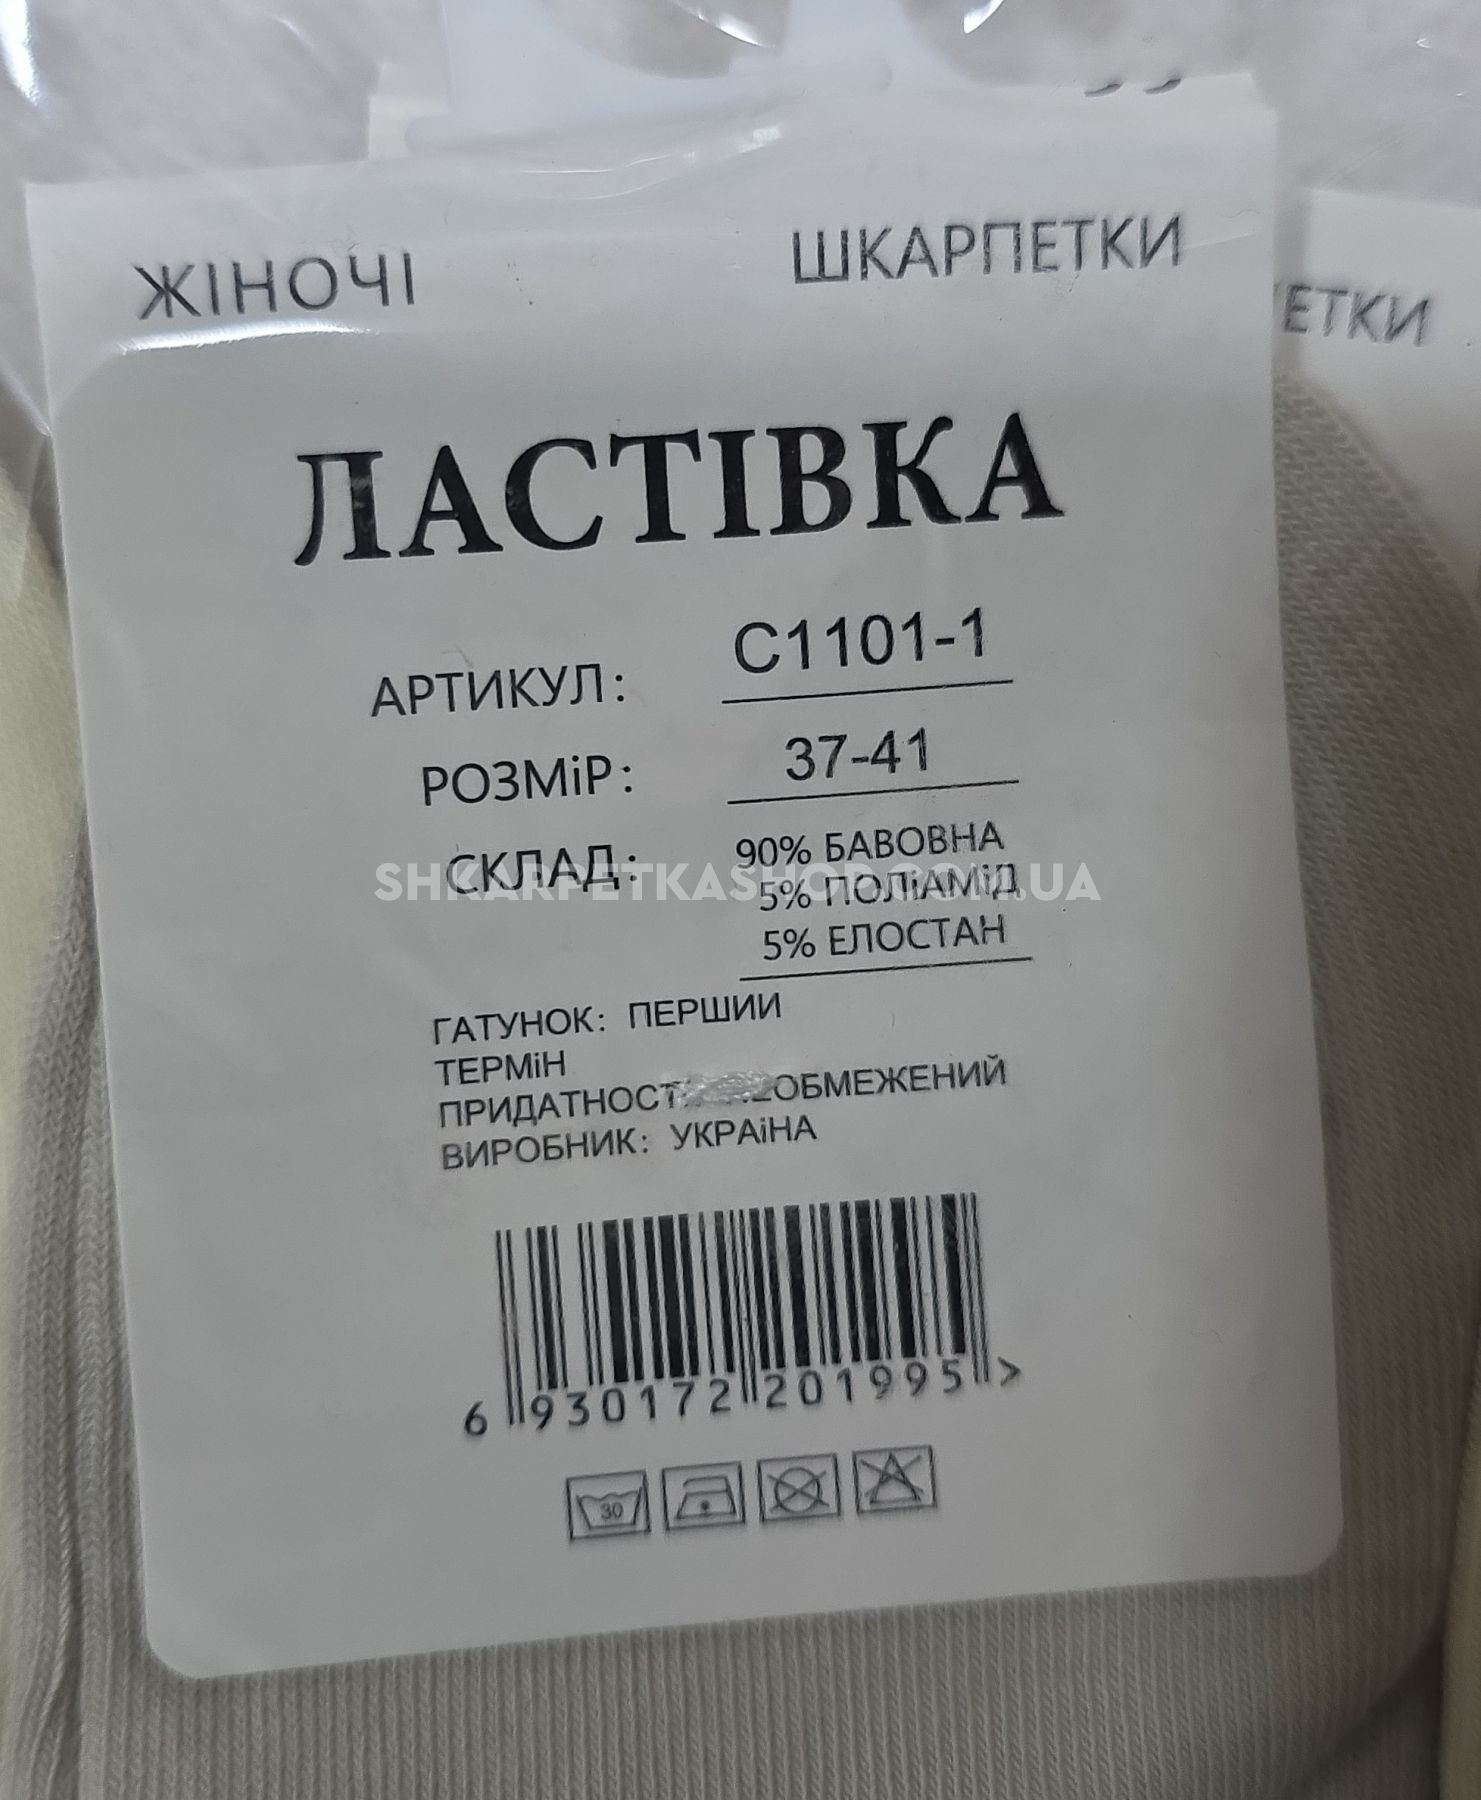 ЖІНОЧІ ШКАРПЕТКИ
ЕТКИ
ЛАСТІВКА
АРТИКУЛ: С1101-1
РОЗМіР: 37-41
СКЛАД: 90% БАВОВНА
5% ПОЛіАМіД
5% ЕЛОСТАН
SHKARPETKASHOP.COM.UA
ГАТУНОК: ПЕРШИИ
ТЕРМіН
ПРИДАТНОСТ ОБМЕЖЕНИЙ
ВИРОБНИК: УКРАіНА
6 930172 201995 >
30